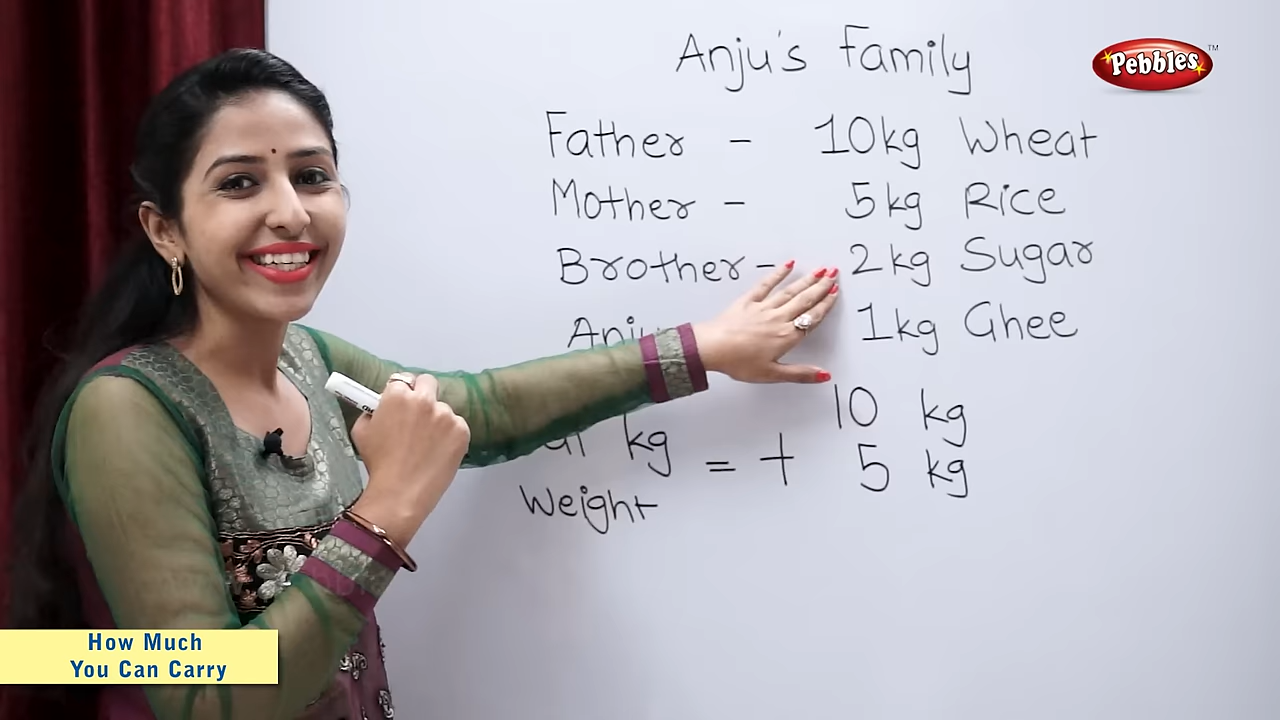 Anju's Family
Pebbles™
Father - 10kg Wheat
Mother - 5kg Rice
Brother - 2kg Sugar
1kg Ghee
10 kg
kg = + 5 kg
Weight
How Much
You Can Carry